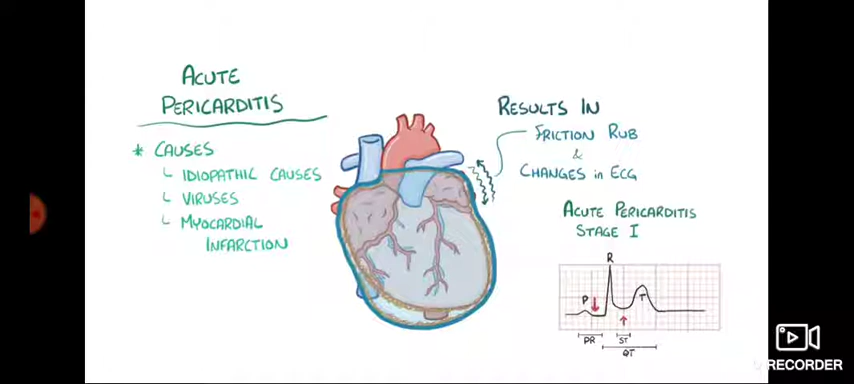 ACUTE
PERICARDITIS
* CAUSES
IDIOPATHIC CAUSES
VIRUSES
MYOCARDIAL
INFARCTION
RESULTS IN
FRICTION RUB
&
CHANGES in ECG
ACUTE PERICARDITIS
STAGE I
R
P
T
PR
ST
QT
RECORDER